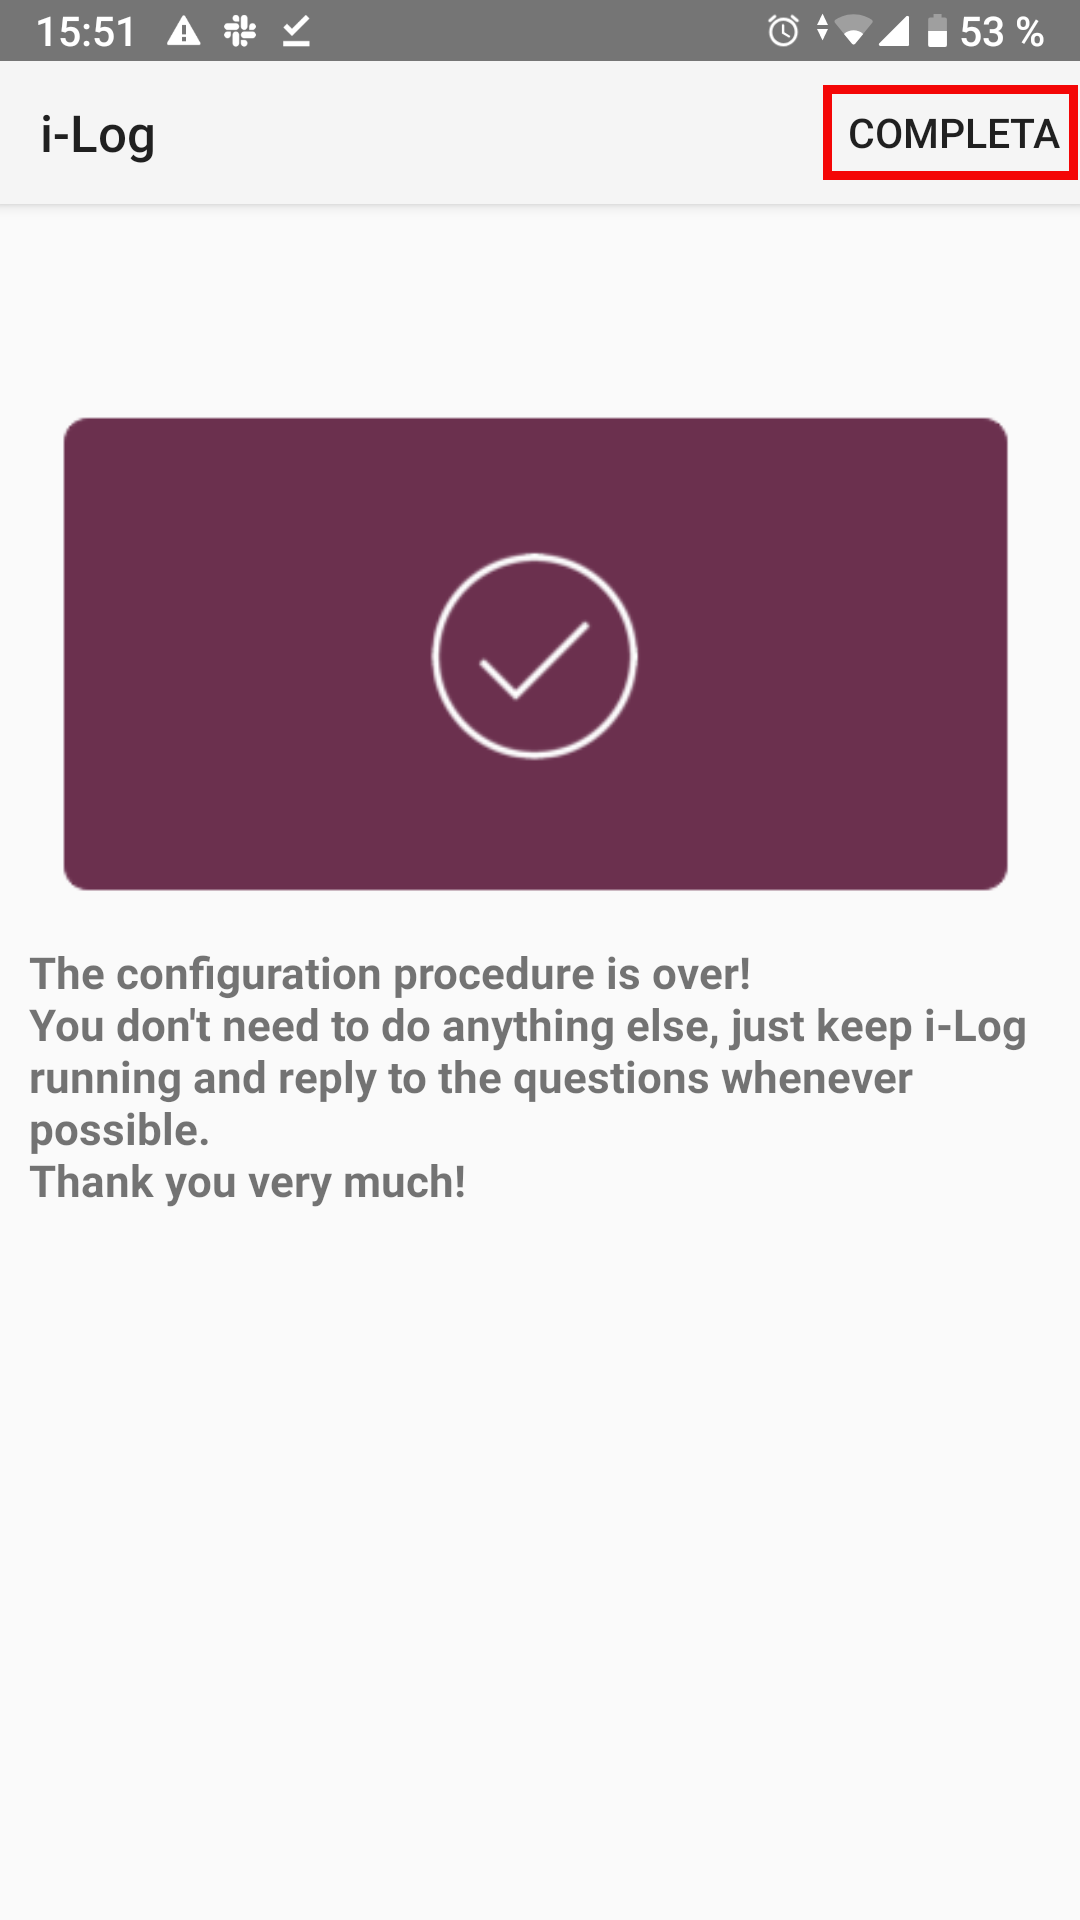 15:51 53 %
i-Log COMPLETA
The configuration procedure is over!
You don't need to do anything else, just keep i-Log
running and reply to the questions whenever
possible.
Thank you very much!